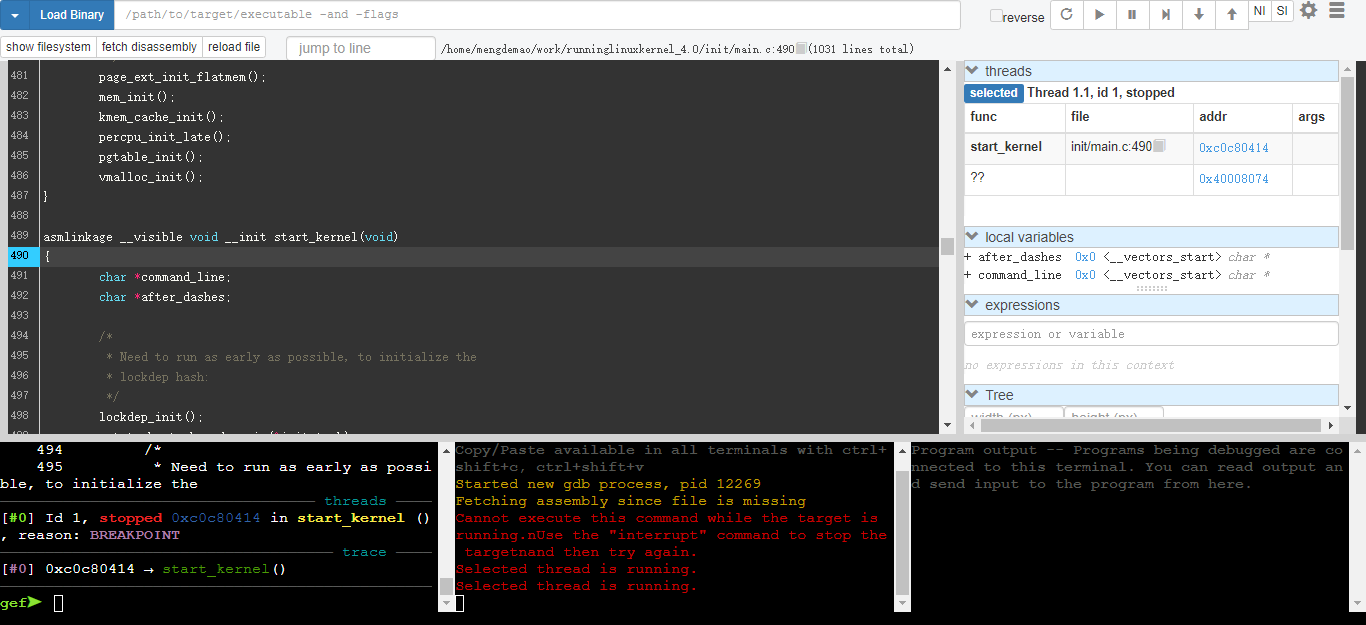 Load Binary /path/to/target/executable -and -flags reverse NI SI
show filesystem fetch disassembly reload file jump to line /home/mengdemao/work/runninglinuxkernel_4.0/init/main.c:490 (1031 lines total)
481 page_ext_init_flatmem();
482 mem_init();
483 kmem_cache_init();
484 percpu_init_late();
485 pgtable_init();
486 vmalloc_init();
487 }
488
489 asmlinkage __visible void __init start_kernel(void)
490 {
491 char *command_line;
492 char *after_dashes;
493
494 /*
495 * Need to run as early as possible, to initialize the
496 * lockdep hash:
497 */
498 lockdep_init();
threads
selected Thread 1.1, id 1, stopped
func file addr args
start_kernel init/main.c:490 0xc0c80414
?? 0x40008074
local variables
+ after_dashes 0x0 <__vectors_start> char *
+ command_line 0x0 <__vectors_start> char *
expressions
expression or variable
no expressions in this context
Tree
width (px) height (px)
494 /*
495 * Need to run as early as possi
ble, to initialize the
threads
[#0] Id 1, stopped 0xc0c80414 in start_kernel ()
, reason: BREAKPOINT
trace
[#0] 0xc0c80414 → start_kernel()
gef➤
Copy/Paste available in all terminals with ctrl+
shift+c, ctrl+shift+v
Started new gdb process, pid 12269
Fetching assembly since file is missing
Cannot execute this command while the target is
running.nUse the "interrupt" command to stop the
targetnand then try again.
Selected thread is running.
Selected thread is running.
Program output -- Programs being debugged are co
nnected to this terminal. You can read output an
d send input to the program from here.